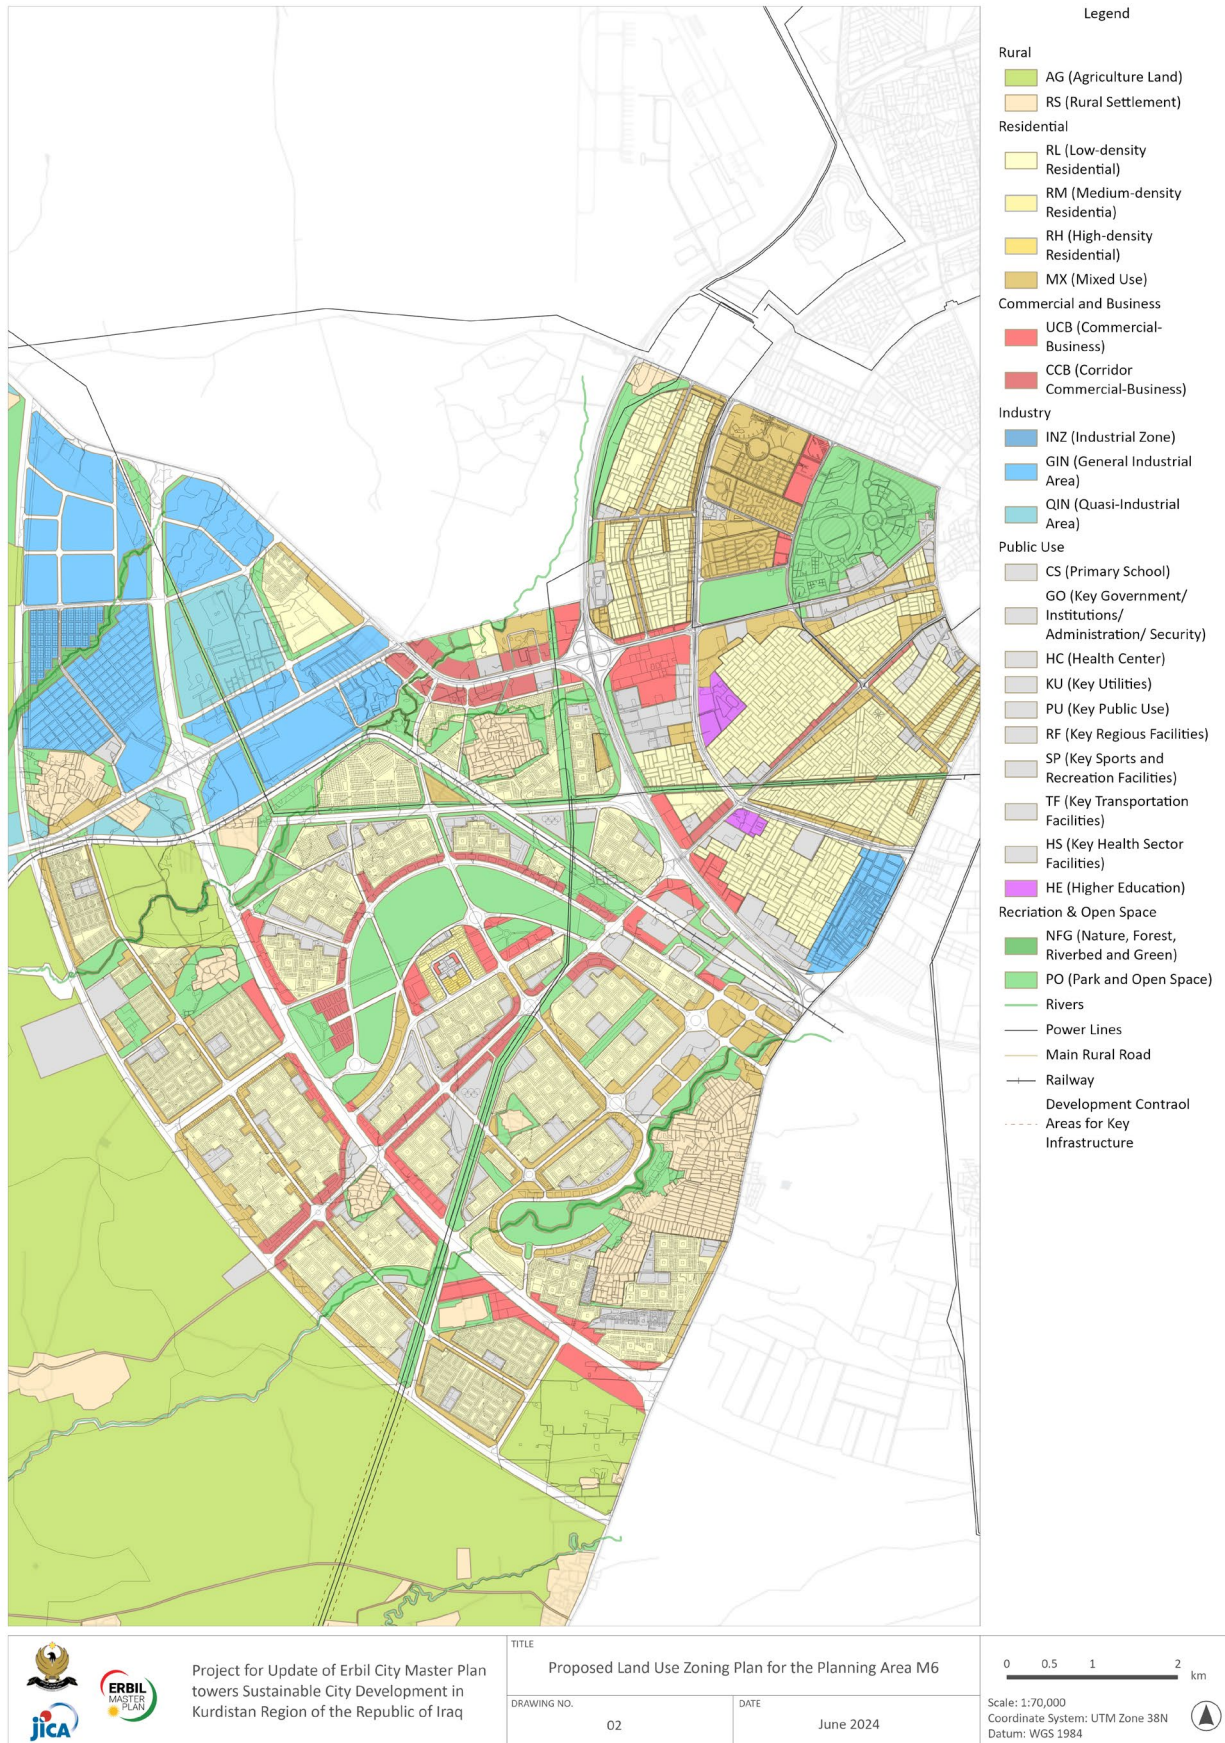 Legend
Rural
AG (Agriculture Land)
RS (Rural Settlement)
Residential
RL (Low-density
Residential)
RM (Medium-density
Residentia)
RH (High-density
Residential)
MX (Mixed Use)
Commercial and Business
UCB (Commercial-
Business)
CCB (Corridor
Commercial-Business)
Industry
INZ (Industrial Zone)
GIN (General Industrial
Area)
QIN (Quasi-Industrial
Area)
Public Use
CS (Primary School)
GO (Key Government/
Institutions/
Administration/ Security)
HC (Health Center)
KU (Key Utilities)
PU (Key Public Use)
RF (Key Regious Facilities)
SP (Key Sports and
Recreation Facilities)
TF (Key Transportation
Facilities)
HS (Key Health Sector
Facilities)
HE (Higher Education)
Recriation & Open Space
NFG (Nature, Forest,
Riverbed and Green)
PO (Park and Open Space)
Rivers
Power Lines
Main Rural Road
Railway
Development Contraol
Areas for Key
Infrastructure
ERBIL
MASTER
PLAN
jICA
Project for Update of Erbil City Master Plan
towers Sustainable City Development in
Kurdistan Region of the Republic of Iraq
TITLE
Proposed Land Use Zoning Plan for the Planning Area M6
DRAWING NO.
02
DATE
June 2024
0 0.5 1 2
km
Scale: 1:70,000
Coordinate System: UTM Zone 38N
Datum: WGS 1984